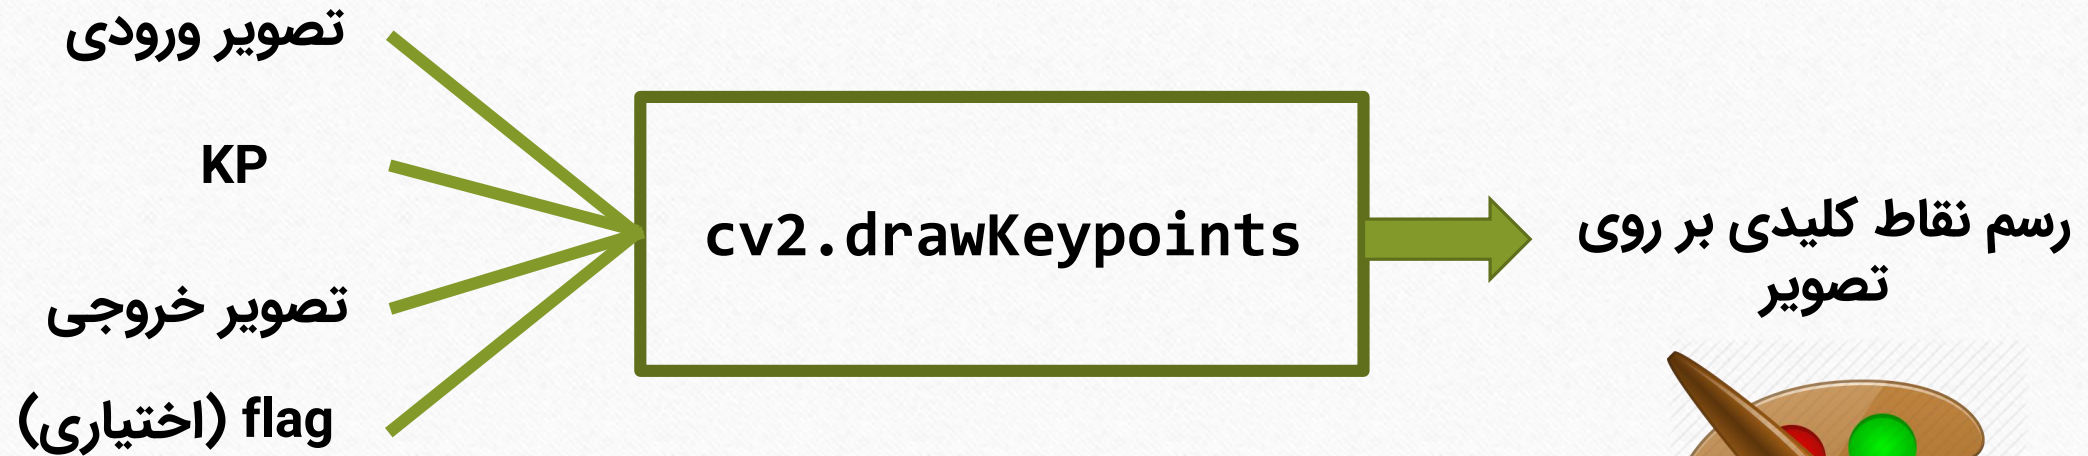 تصویر ورودی
KP
تصویر خروجی
flag (اختیاری)
cv2.drawKeypoints
رسم نقاط کلیدی بر روی
تصویر